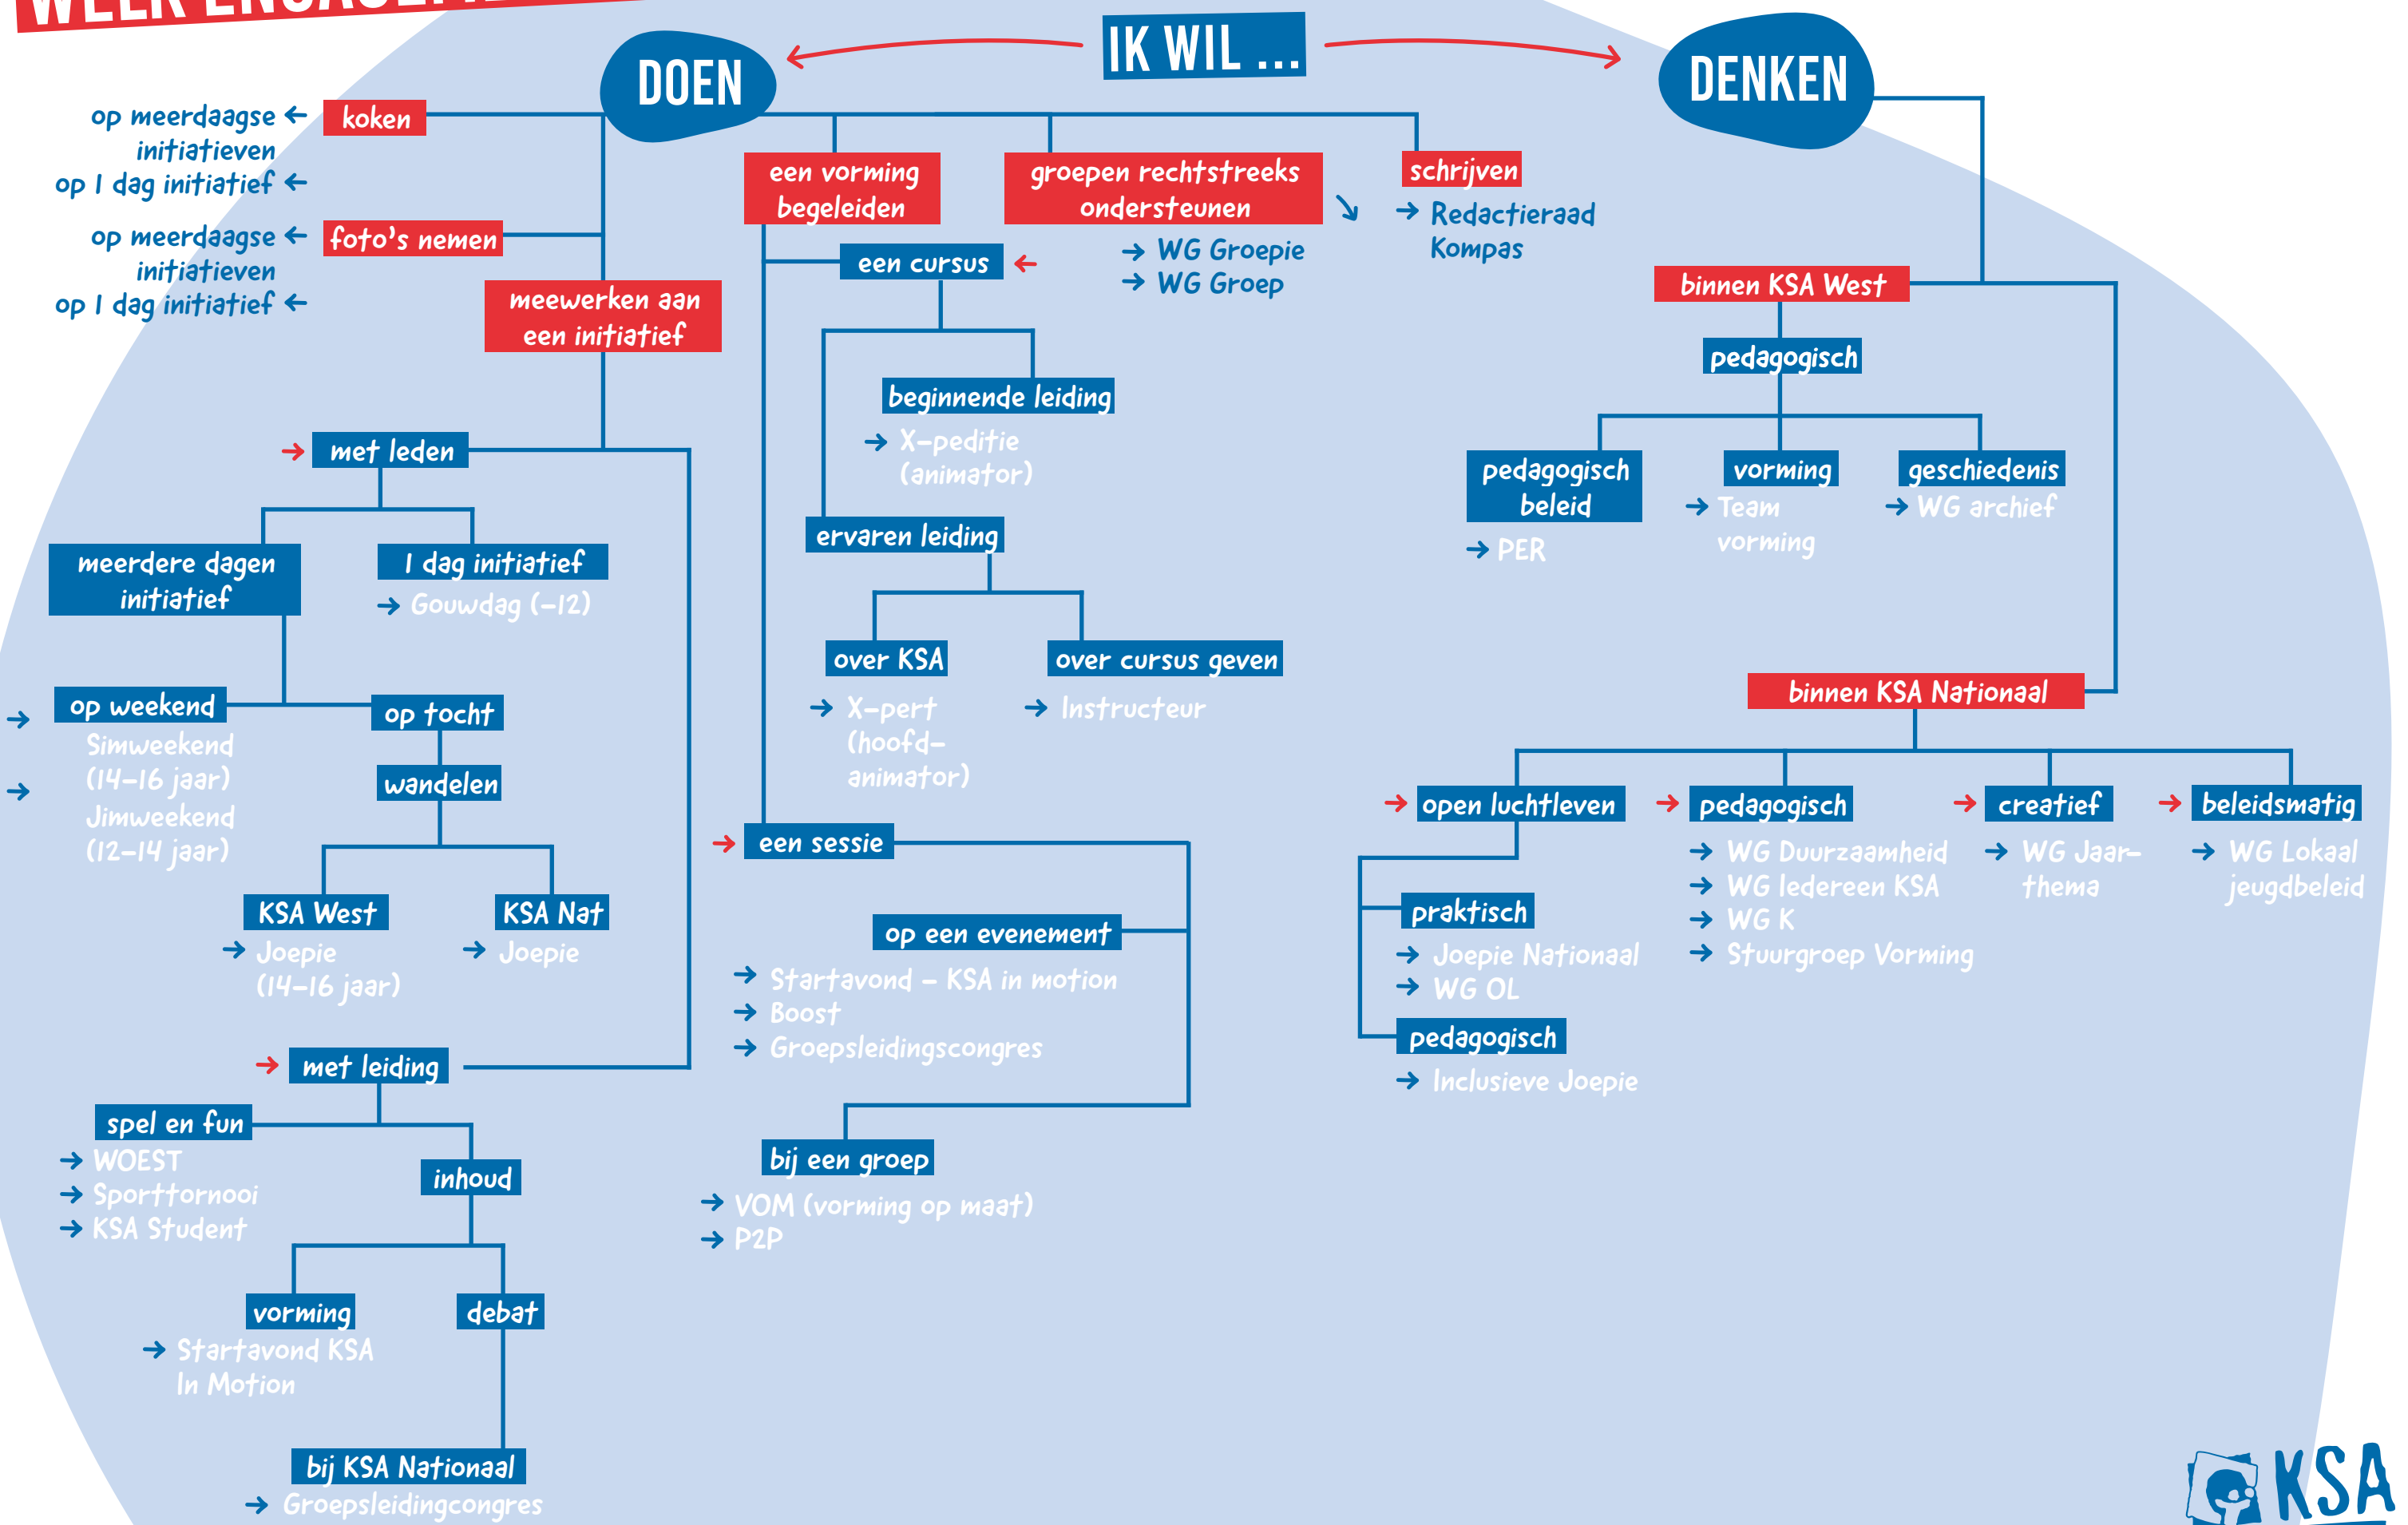 IK WIL ...
DOEN
DENKEN
koken
op meerdaagse
initiatieven
op 1 dag initiatief
foto's nemen
op meerdaagse
initiatieven
op 1 dag initiatief
meewerken aan
een initiatief
met leden
meerdere dagen
initiatief
1 dag initiatief
Gouwdag (-12)
op weekend
Simweekend
(14-16 jaar)
Jimweekend
(12-14 jaar)
op tocht
wandelen
KSA West
Joepie
(14-16 jaar)
KSA Nat
Joepie
met leiding
spel en fun
WOEST
Sporttornooi
KSA Student
inhoud
vorming
Startavond KSA
In Motion
debat
bij KSA Nationaal
Groepsleidingcongres
een vorming
begeleiden
een cursus
beginnende leiding
X-peditie
(animator)
ervaren leiding
over KSA
X-pert
(hoofd-
animator)
over cursus geven
Instructeur
een sessie
op een evenement
Startavond - KSA in motion
Boost
Groepsleidingscongres
bij een groep
VOM (vorming op maat)
P2P
groepen rechtstreeks
ondersteunen
WG Groepie
WG Groep
schrijven
Redactieraad
Kompas
binnen KSA West
pedagogisch
pedagogisch
beleid
PER
vorming
Team
vorming
geschiedenis
WG archief
binnen KSA Nationaal
open luchtleven
praktisch
Joepie Nationaal
WG OL
pedagogisch
Inclusieve Joepie
pedagogisch
WG Duurzaamheid
WG Iedereen KSA
WG K
Stuurgroep Vorming
creatief
WG Jaar-
thema
beleidsmatig
WG Lokaal
jeugdbeleid
KSA